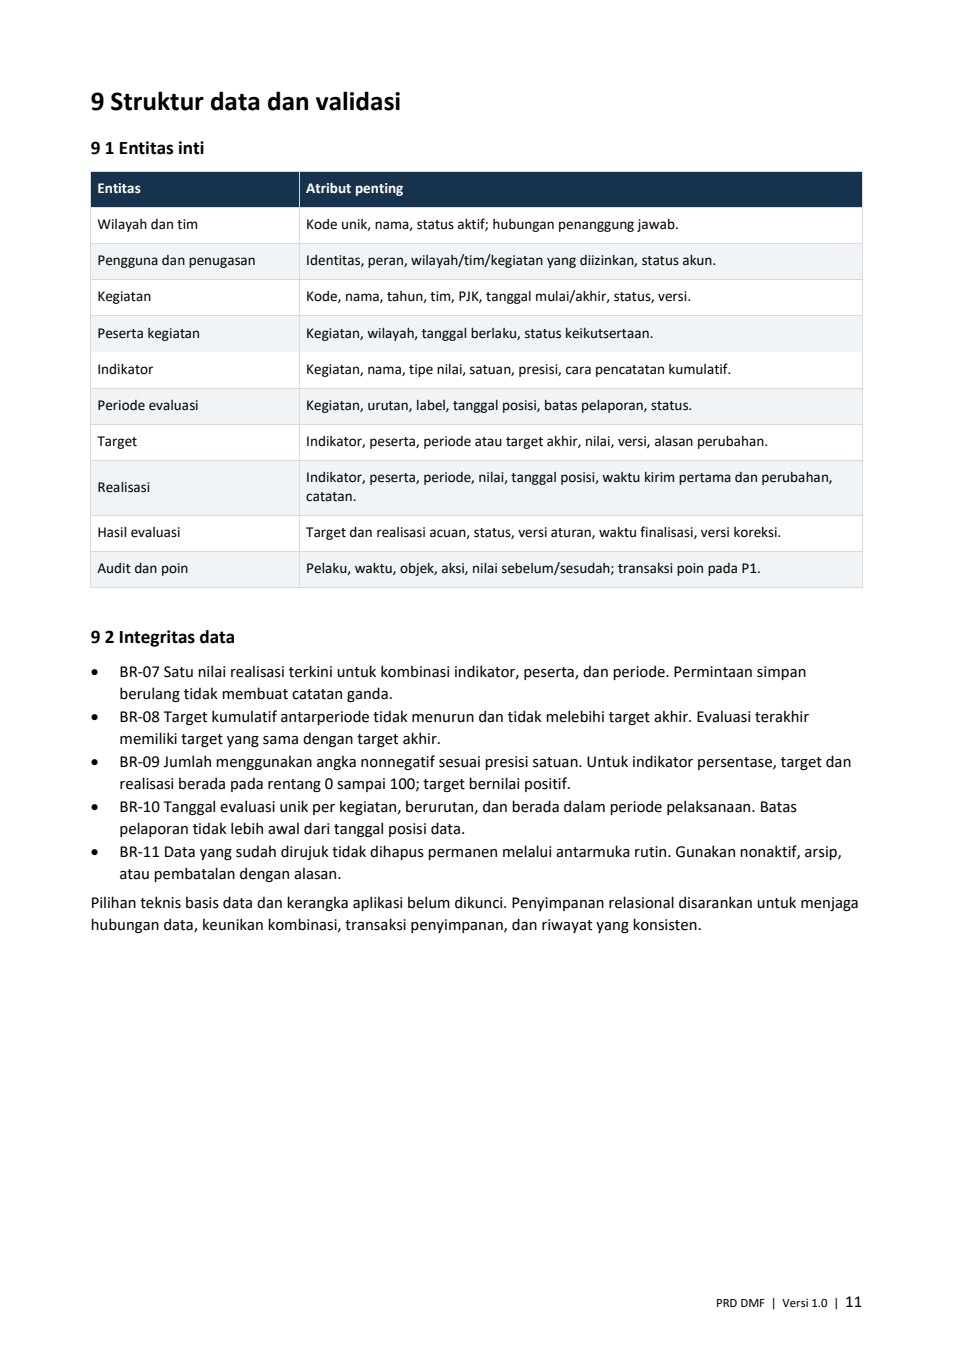 9 Struktur data dan validasi
9 1 Entitas inti
Entitas Atribut penting
Wilayah dan tim Kode unik, nama, status aktif; hubungan penanggung jawab.
Pengguna dan penugasan Identitas, peran, wilayah/tim/kegiatan yang diizinkan, status akun.
Kegiatan Kode, nama, tahun, tim, PJK, tanggal mulai/akhir, status, versi.
Peserta kegiatan Kegiatan, wilayah, tanggal berlaku, status keikutsertaan.
Indikator Kegiatan, nama, tipe nilai, satuan, presisi, cara pencatatan kumulatif.
Periode evaluasi Kegiatan, urutan, label, tanggal posisi, batas pelaporan, status.
Target Indikator, peserta, periode atau target akhir, nilai, versi, alasan perubahan.
Realisasi Indikator, peserta, periode, nilai, tanggal posisi, waktu kirim pertama dan perubahan,
catatan.
Hasil evaluasi Target dan realisasi acuan, status, versi aturan, waktu finalisasi, versi koreksi.
Audit dan poin Pelaku, waktu, objek, aksi, nilai sebelum/sesudah; transaksi poin pada P1.
9 2 Integritas data
• BR-07 Satu nilai realisasi terkini untuk kombinasi indikator, peserta, dan periode. Permintaan simpan
berulang tidak membuat catatan ganda.
• BR-08 Target kumulatif antarperiode tidak menurun dan tidak melebihi target akhir. Evaluasi terakhir
memiliki target yang sama dengan target akhir.
• BR-09 Jumlah menggunakan angka nonnegatif sesuai presisi satuan. Untuk indikator persentase, target dan
realisasi berada pada rentang 0 sampai 100; target bernilai positif.
• BR-10 Tanggal evaluasi unik per kegiatan, berurutan, dan berada dalam periode pelaksanaan. Batas
pelaporan tidak lebih awal dari tanggal posisi data.
• BR-11 Data yang sudah dirujuk tidak dihapus permanen melalui antarmuka rutin. Gunakan nonaktif, arsip,
atau pembatalan dengan alasan.
Pilihan teknis basis data dan kerangka aplikasi belum dikunci. Penyimpanan relasional disarankan untuk menjaga
hubungan data, keunikan kombinasi, transaksi penyimpanan, dan riwayat yang konsisten.
PRD DMF | Versi 1.0 | 11